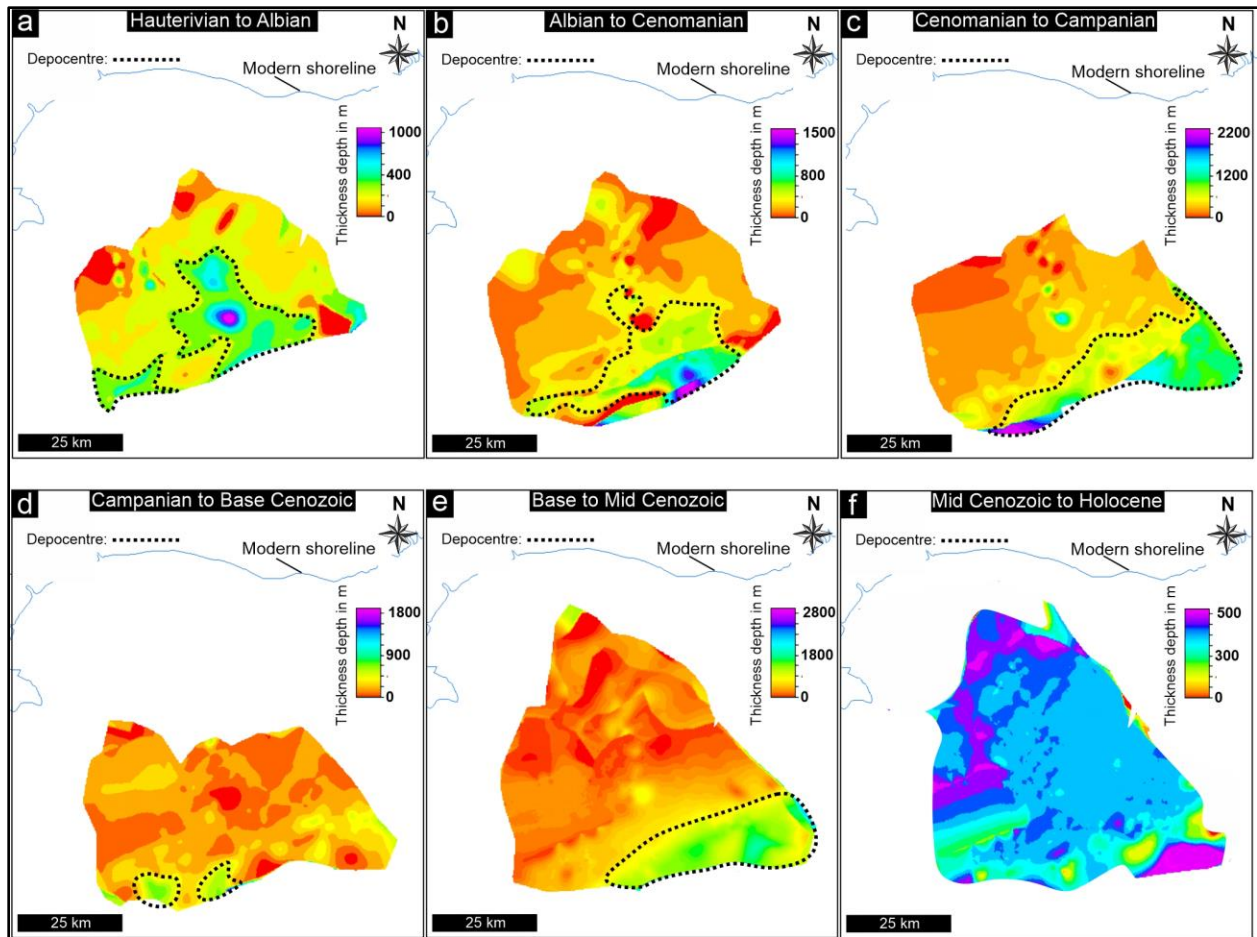 a
Hauterivian to Albian
N
Depocentre:
Modern shoreline
Thickness depth in m
1000
400
0
25 km
b
Albian to Cenomanian
N
Depocentre:
Modern shoreline
Thickness depth in m
1500
800
0
25 km
c
Cenomanian to Campanian
N
Depocentre:
Modern shoreline
Thickness depth in m
2200
1200
0
25 km
d
Campanian to Base Cenozoic
N
Depocentre:
Modern shoreline
Thickness depth in m
1800
900
0
25 km
e
Base to Mid Cenozoic
N
Depocentre:
Modern shoreline
Thickness depth in m
2800
1800
0
25 km
f
Mid Cenozoic to Holocene
N
Depocentre:
Modern shoreline
Thickness depth in m
500
300
0
25 km